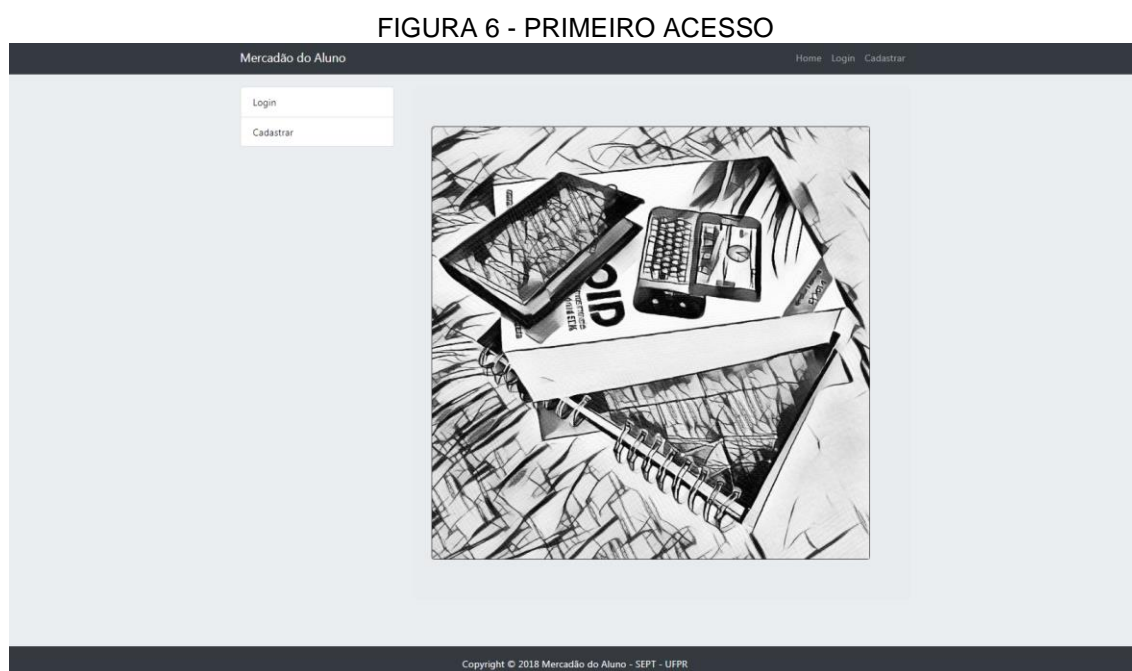 FIGURA 6 - PRIMEIRO ACESSO
Mercadão do Aluno
Home Login Cadastrar
Login
Cadastrar
Copyright © 2018 Mercadão do Aluno - SEPT - UFPR